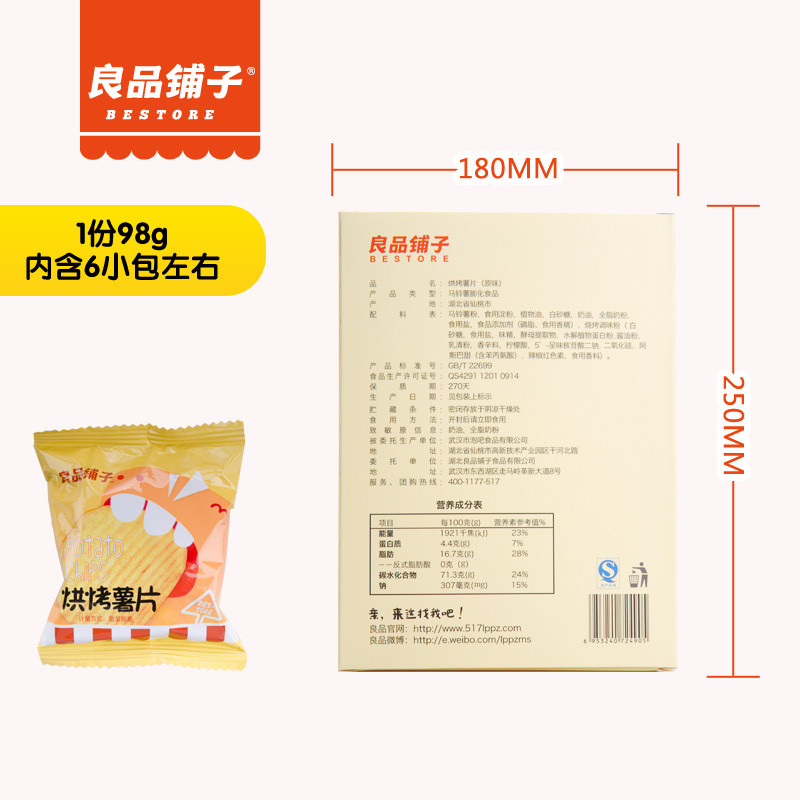 良品铺子®
BESTORE
180MM
1份98g
内含6小包左右
良品铺子
BESTORE
品名：烘烤薯片（原味）
产品类型：马铃薯膨化食品
产地：湖北省仙桃市
配料表：马铃薯粉，食用淀粉，植物油，白砂糖，奶油，全脂奶粉，
食用盐，食品添加剂（磷脂，食用香精），烧烤调味粉（白
砂糖，食用盐，味精，酵母提取物，水解植物蛋白粉，酱油粉，
乳清粉，香辛料，柠檬酸，5'-呈味核苷酸二钠，二氧化硅，阿
斯巴甜（含苯丙氨酸），辣椒红色素，食用香料）。
产品标准号：GB/T 22699
食品生产许可证号：QS4291 1201 0914
保质期：270天
生产日期：见包装上标示
贮藏条件：密闭存放于阴凉干燥处
食用方法：开封后请立即食用
致敏原信息：奶油，全脂奶粉
被委托生产单位：武汉市泡吧食品有限公司
地址：湖北省仙桃市高新技术产业园区干河北路
委托单位：湖北良品铺子食品有限公司
地址：武汉市东西湖区走马岭革新大道8号
服务、团购热线：400-1177-517
250MM
营养成分表
项目 每100克(g) 营养素参考值%
能量 1921千焦(kJ) 23%
蛋白质 4.4克(g) 7%
脂肪 16.7克(g) 28%
——反式脂肪酸 0克(g)
碳水化合物 71.3克(g) 24%
钠 307毫克(mg) 15%
亲，来这找我吧！
良品官网：http://www.517lppz.com
良品微博：http://e.weibo.com/lppzms
QS
6 953240 724905
良品铺子
POTATO
CHIPS
烘烤薯片